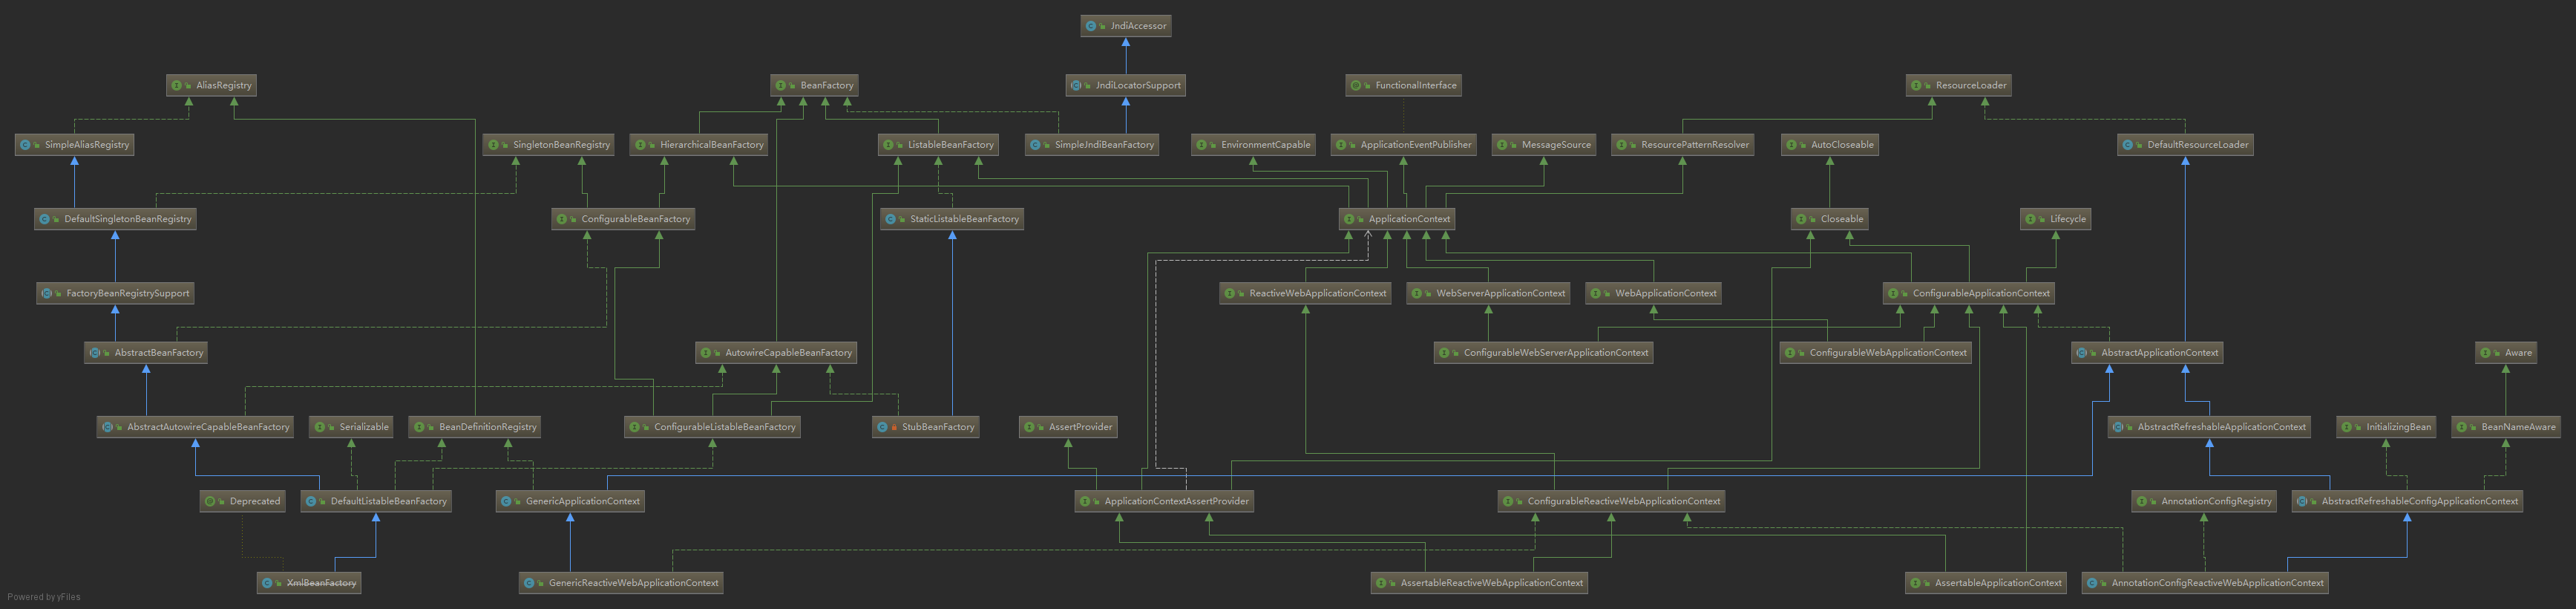 JndiAccessor
AliasRegistry
BeanFactory
JndiLocatorSupport
FunctionalInterface
ResourceLoader
SimpleAliasRegistry
SingletonBeanRegistry
HierarchicalBeanFactory
ListableBeanFactory
SimpleJndiBeanFactory
EnvironmentCapable
ApplicationEventPublisher
MessageSource
ResourcePatternResolver
AutoCloseable
DefaultResourceLoader
DefaultSingletonBeanRegistry
ConfigurableBeanFactory
StaticListableBeanFactory
ApplicationContext
Closeable
Lifecycle
FactoryBeanRegistrySupport
ReactiveWebApplicationContext
WebServerApplicationContext
WebApplicationContext
ConfigurableApplicationContext
AbstractBeanFactory
AutowireCapableBeanFactory
ConfigurableWebServerApplicationContext
ConfigurableWebApplicationContext
AbstractApplicationContext
Aware
AbstractAutowireCapableBeanFactory
Serializable
BeanDefinitionRegistry
ConfigurableListableBeanFactory
StubBeanFactory
AssertProvider
AbstractRefreshableApplicationContext
InitializingBean
BeanNameAware
Deprecated
DefaultListableBeanFactory
GenericApplicationContext
ApplicationContextAssertProvider
ConfigurableReactiveWebApplicationContext
AnnotationConfigRegistry
AbstractRefreshableConfigApplicationContext
XmlBeanFactory
GenericReactiveWebApplicationContext
AssertableReactiveWebApplicationContext
AssertableApplicationContext
AnnotationConfigReactiveWebApplicationContext
Powered by yFiles